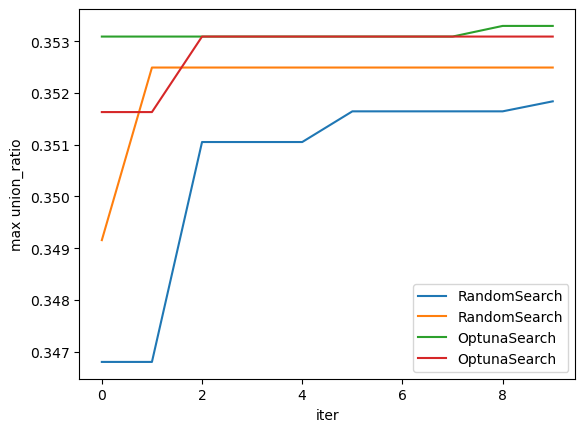 max union_ratio
0.353
0.352
0.351
0.350
0.349
0.348
0.347
RandomSearch
RandomSearch
OptunaSearch
OptunaSearch
0 2 4 6 8
iter